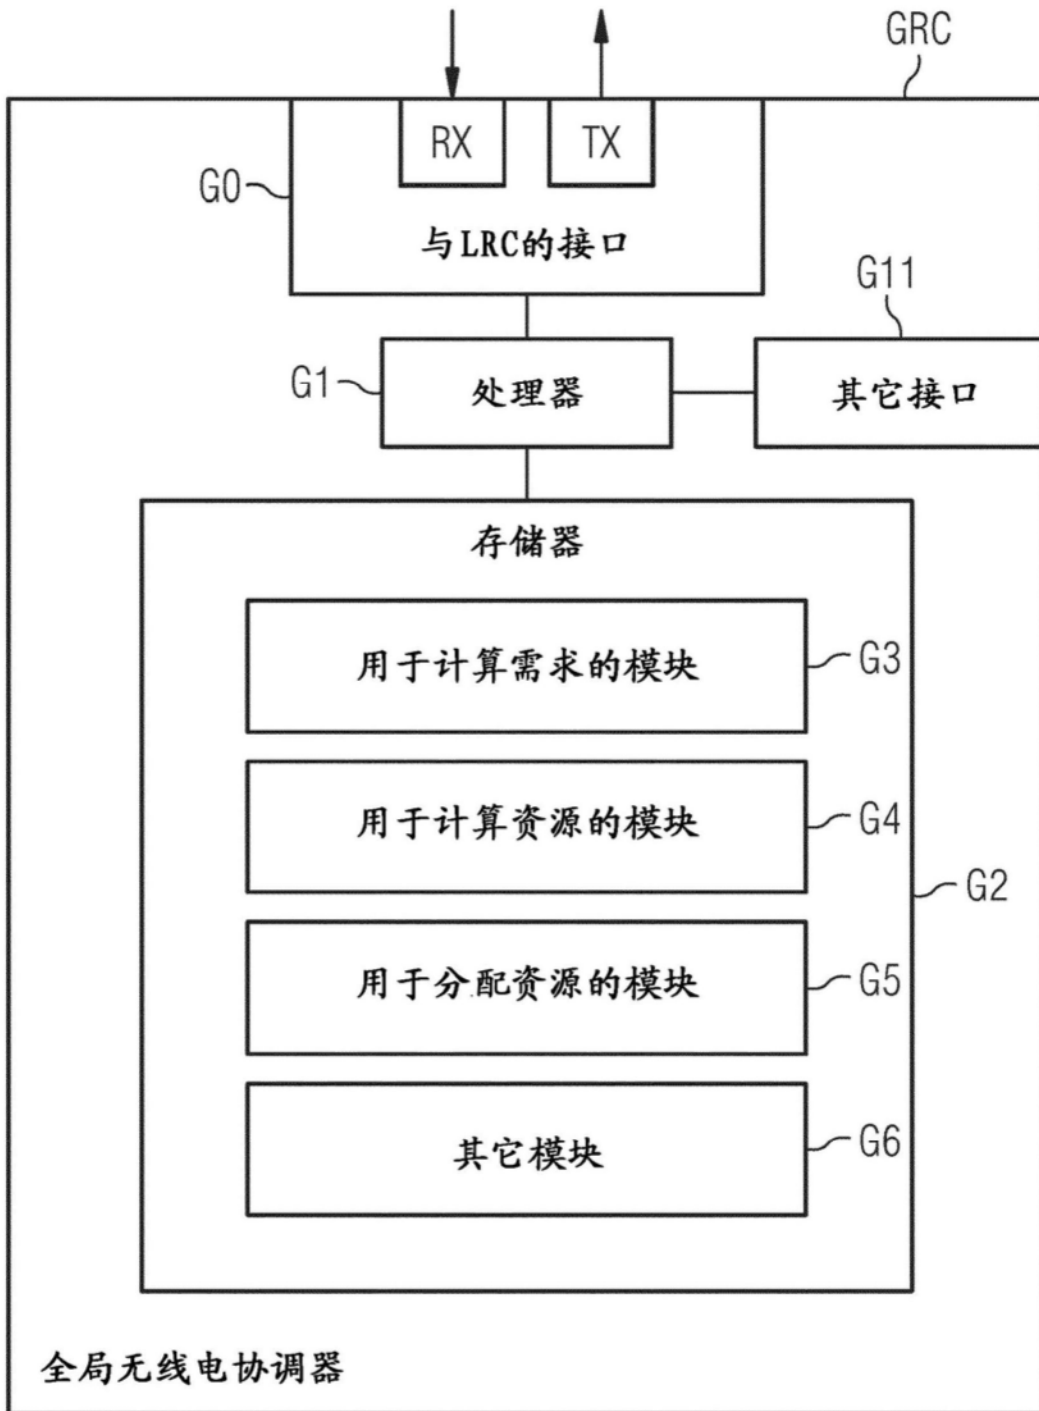 GRC
RX
TX
G0
与LRC的接口
G11
G1
处理器
其它接口
存储器
用于计算需求的模块
G3
用于计算资源的模块
G4
G2
用于分配资源的模块
G5
其它模块
G6
全局无线电协调器